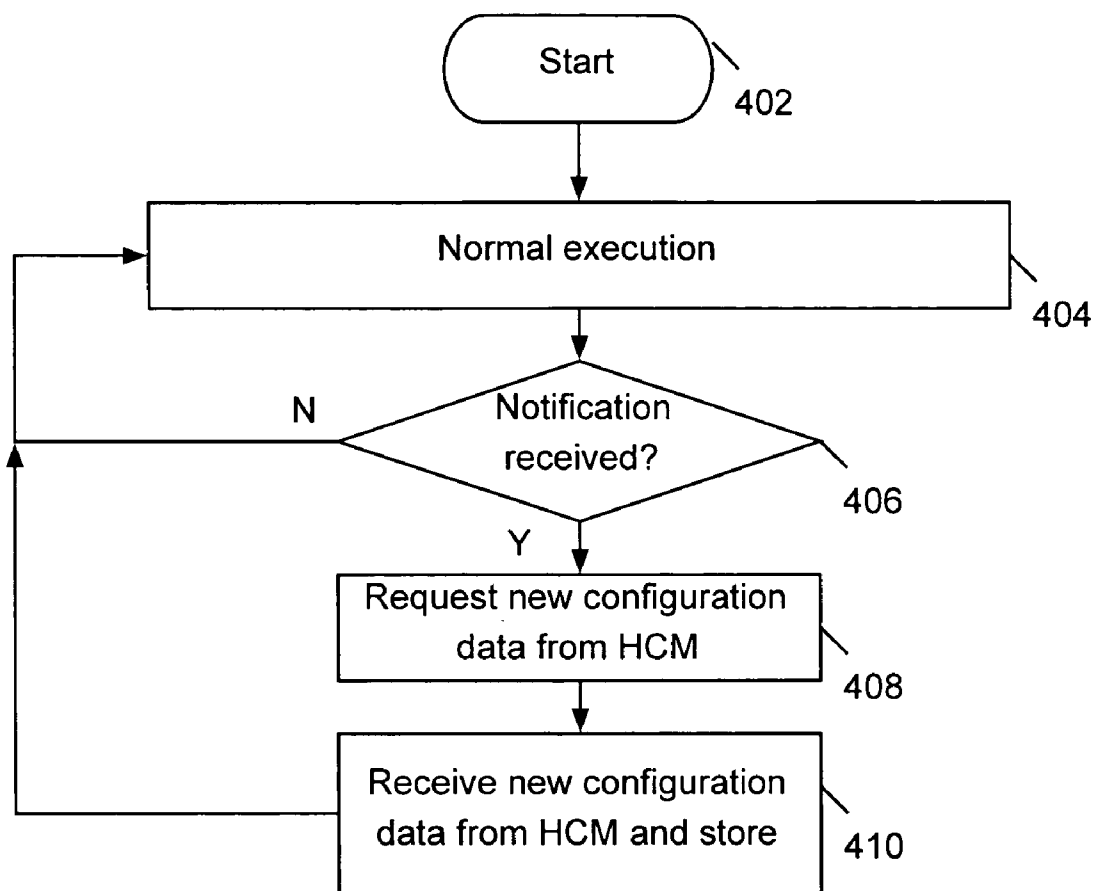 Start
402
Normal execution
404
N
Notification
received?
406
Y
Request new configuration
data from HCM
408
Receive new configuration
data from HCM and store
410